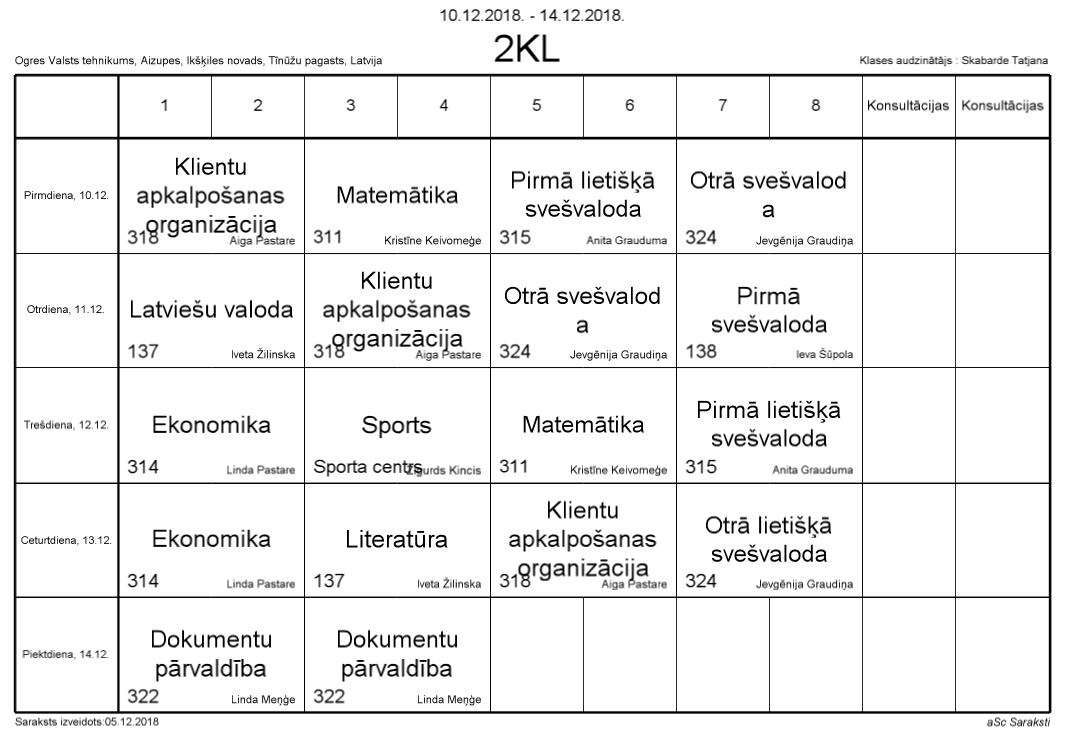 10.12.2018. - 14.12.2018.
2KL
Ogres Valsts tehnikums, Aizupes, Ikšķiles novads, Tīnūžu pagasts, Latvija
Klases audzinātājs : Skabarde Tatjana
1 2 3 4 5 6 7 8 Konsultācijas Konsultācijas
Pirmdiena, 10.12.
Klientu
apkalpošanas
organizācija
318 Aiga Pastare
Matemātika
311 Kristīne Keivomeģe
Pirmā lietišķā
svešvaloda
315 Anita Grauduma
Otrā svešvalod
a
324 Jevgēnija Graudiņa
Otrdiena, 11.12.
Latviešu valoda
137 Iveta Žilinska
Klientu
apkalpošanas
organizācija
318 Aiga Pastare
Otrā svešvalod
a
324 Jevgēnija Graudiņa
Pirmā
svešvaloda
138 Ieva Šūpola
Trešdiena, 12.12.
Ekonomika
314 Linda Pastare
Sports
Sporta centrs Zigurds Kincis
Matemātika
311 Kristīne Keivomeģe
Pirmā lietišķā
svešvaloda
315 Anita Grauduma
Ceturtdiena, 13.12.
Ekonomika
314 Linda Pastare
Literatūra
137 Iveta Žilinska
Klientu
apkalpošanas
organizācija
318 Aiga Pastare
Otrā lietišķā
svešvaloda
324 Jevgēnija Graudiņa
Piektdiena, 14.12.
Dokumentu
pārvaldība
322 Linda Meņģe
Dokumentu
pārvaldība
322 Linda Meņģe
Saraksts izveidots:05.12.2018
aSc Saraksti